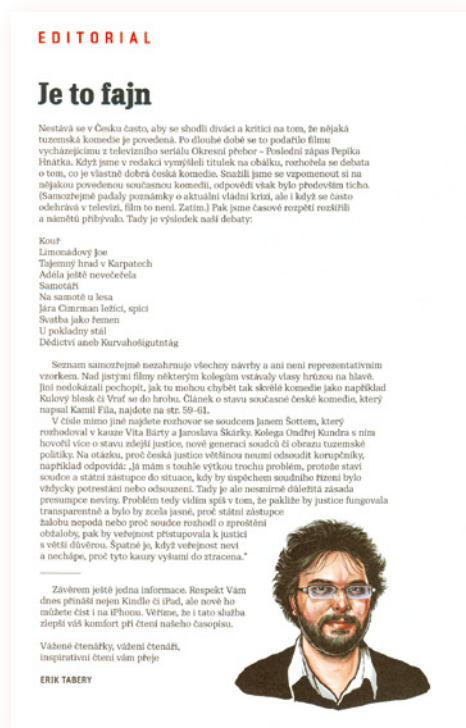 EDITORIAL
Je to fajn
Nestává se v Česku často, aby se shodli diváci a kritici na tom, že nějaká
tuzemská komedie je povedená. Po dlouhé době se to podařilo filmu
vycházejícímu z televizního seriálu Okresní přebor – Poslední zápas Pepíka
Hnátka. Když jsme v redakci vymýšleli titulek na obálku, rozhořela se debata
o tom, co je vlastně dobrá česká komedie. Snažili jsme se vzpomenout si na
nějakou povedenou současnou komedii, odpovědí však bylo především ticho.
(Samozřejmě padaly poznámky o aktuální vládní krizi, ale i když se často
odehrává v televizi, film to není. Zatím.) Pak jsme časové rozpětí rozšířili
a námětů přibývalo. Tady je výsledek naší debaty:
Kouř
Limonádový Joe
Tajemný hrad v Karpatech
Adéla ještě nevečeřela
Samotáři
Na samotě u lesa
Jára Cimrman ležící, spící
Svatba jako řemen
U pokladny stál
Dědictví aneb Kurvahošigutntág
Seznam samozřejmě nezahrnuje všechny návrhy a ani není reprezentativním
vzorkem. Nad jistými filmy některým kolegům vstávaly vlasy hrůzou na hlavě.
Jiní nedokázali pochopit, jak tu mohou chybět tak skvělé komedie jako například
Kulový blesk či Vrať se do hrobu. Článek o stavu současné české komedie, který
napsal Kamil Fila, najdete na str. 59–61.
V čísle mimo jiné najdete rozhovor se soudcem Janem Šottem, který
rozhodoval v kauze Víta Bárty a Jaroslava Škárky. Kolega Ondřej Kundra s ním
hovořil více o stavu zdejší justice, nové generaci soudců či obrazu tuzemské
politiky. Na otázku, proč česká justice většinou neumí odsoudit korupčníky,
například odpovídá: „Já mám s touhle výtkou trochu problém, protože staví
soudce a státní zástupce do situace, kdy by úspěchem soudního řízení bylo
vždycky potrestání nebo odsouzení. Tady je ale nesmírně důležitá zásada
presumpce neviny. Problém tedy vidím spíš v tom, že pakliže by justice fungovala
transparentně a bylo by zcela jasné, proč státní zástupce
žalobu nepodá nebo proč soudce rozhodl o zproštění
obžaloby, pak by veřejnost přistupovala k justici
s větší důvěrou. Špatné je, když veřejnost neví
a nechápe, proč tyto kauzy vyšumí do ztracena.“
Závěrem ještě jedna informace. Respekt Vám
dnes přináší nejen Kindle či iPad, ale nově ho
můžete číst i na iPhonu. Věříme, že i tato služba
zlepší váš komfort při čtení našeho časopisu.
Vážené čtenářky, vážení čtenáři,
inspirativní čtení vám přeje
ERIK TABERY